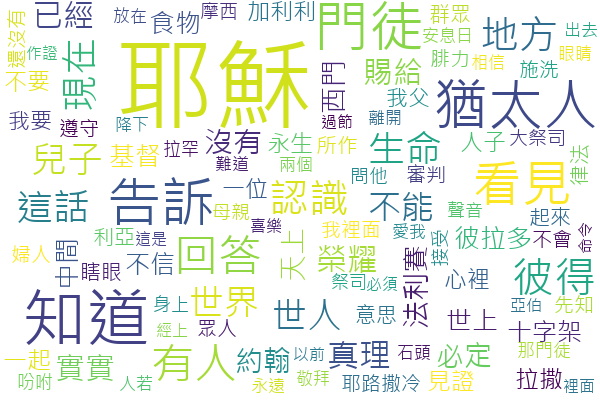 已經
放在
摩西
加利利
門徒
群眾
安息日
地方
出去
還沒有
作證
食物
耶穌
腓力
相信
眼睛
不要
現在
西門
賜給
施洗
猶太人
我要
遵守
降下
拉罕
沒有
過節
我父
離開
人子
大祭司
律法
兒子
基督
難道
永生
兩個
所作
生命
問他
審判
看見
這話
告訴
一位
母親
認識
不能
聲音
起來
婦人
中間
利亞
這是
喜樂
我裡面
愛我
接受
彼拉多
不會
命令
瞎眼
不信
回答
天上
榮耀
祭司
必須
法利賽
心裡
彼得
知道
身上
經上
世界
眾人
世人
意思
世上
亞伯
先知
十字架
一起
實實
有人
約翰
以前
真理
石頭
必定
那門徒
吩咐
人若
永遠
敬拜
耶路撒冷
見證
拉撒
裡面